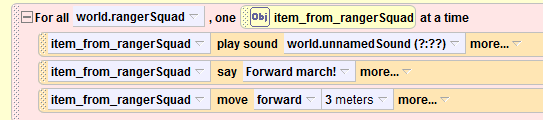 For all world.rangerSquad , one Obj item_from_rangerSquad at a time
item_from_rangerSquad play sound world.unnamedSound (?:??) more...
item_from_rangerSquad say Forward march! more...
item_from_rangerSquad move forward 3 meters more...